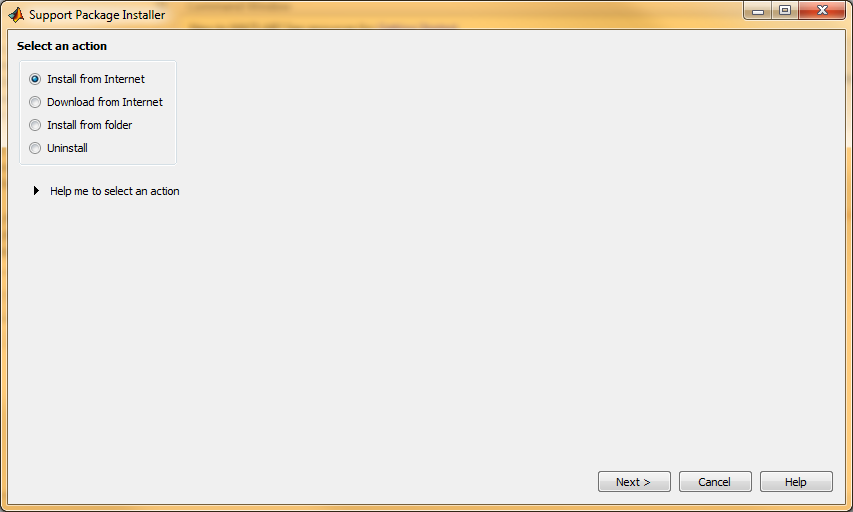 Support Package Installer
Select an action
Install from Internet
Download from Internet
Install from folder
Uninstall
Help me to select an action
Next >
Cancel
Help